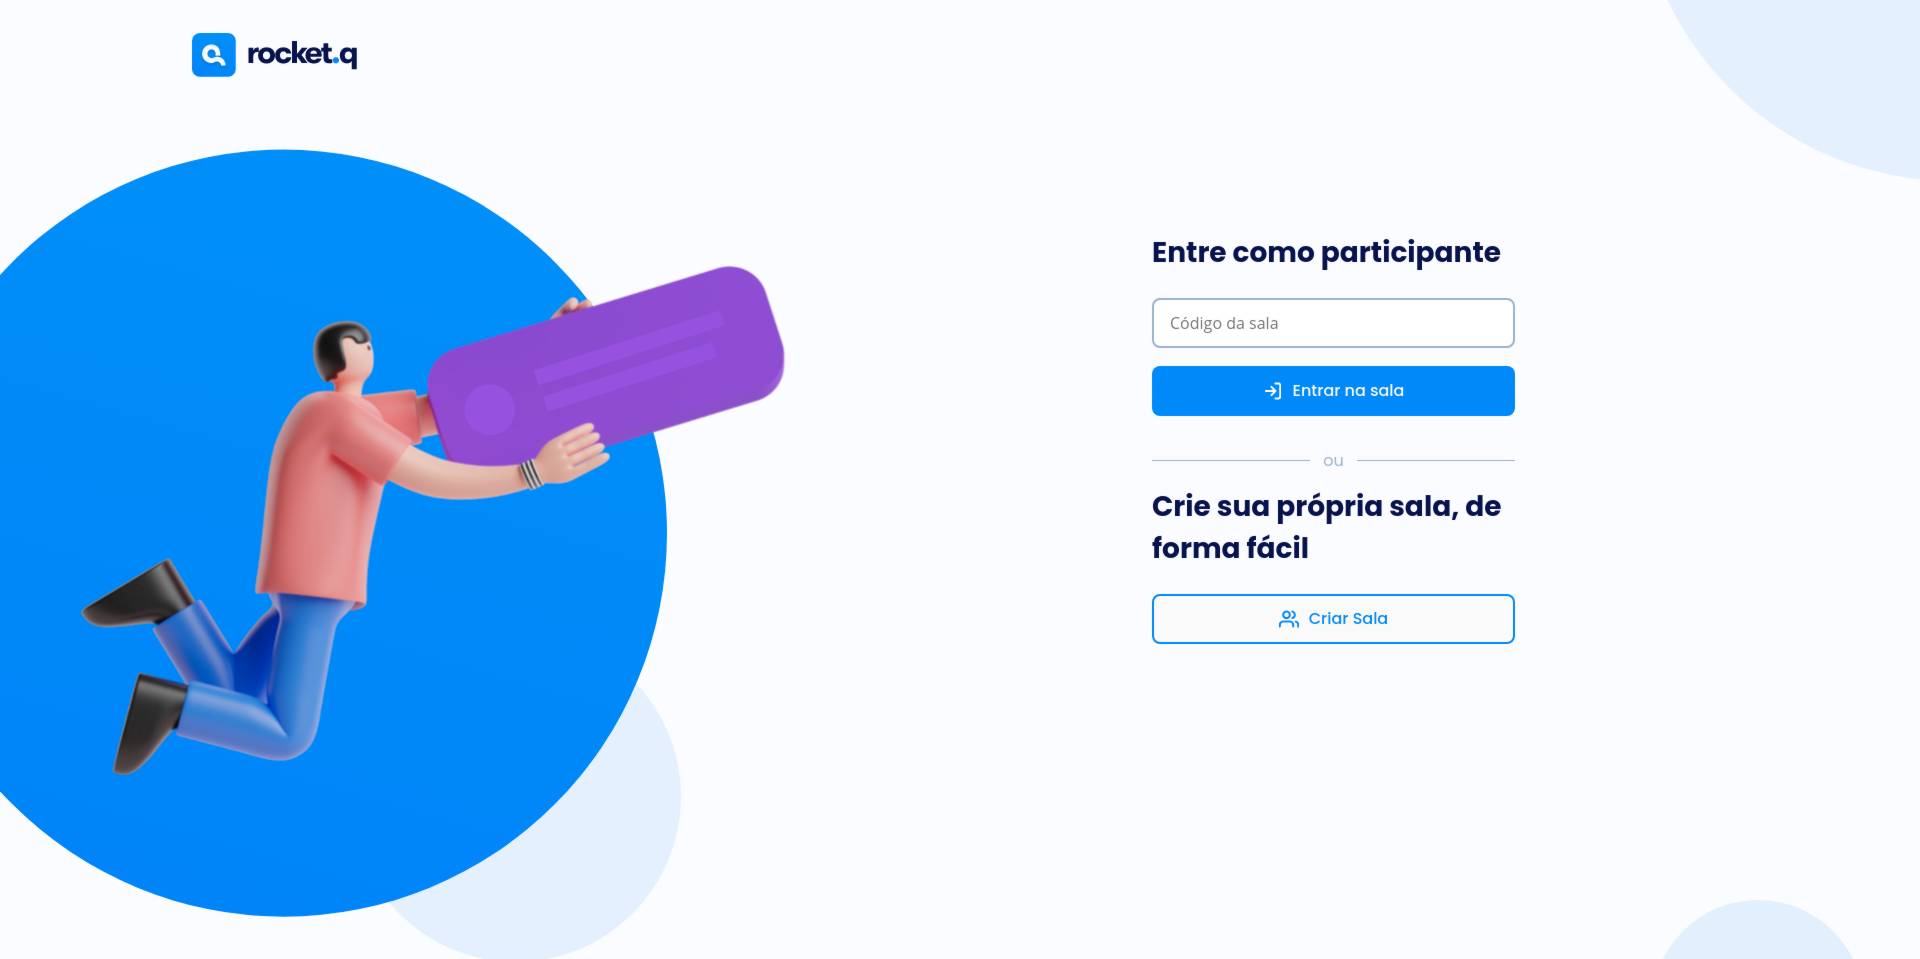 rocket.q
Entre como participante
Código da sala
Entrar na sala
ou
Crie sua própria sala, de
forma fácil
Criar Sala